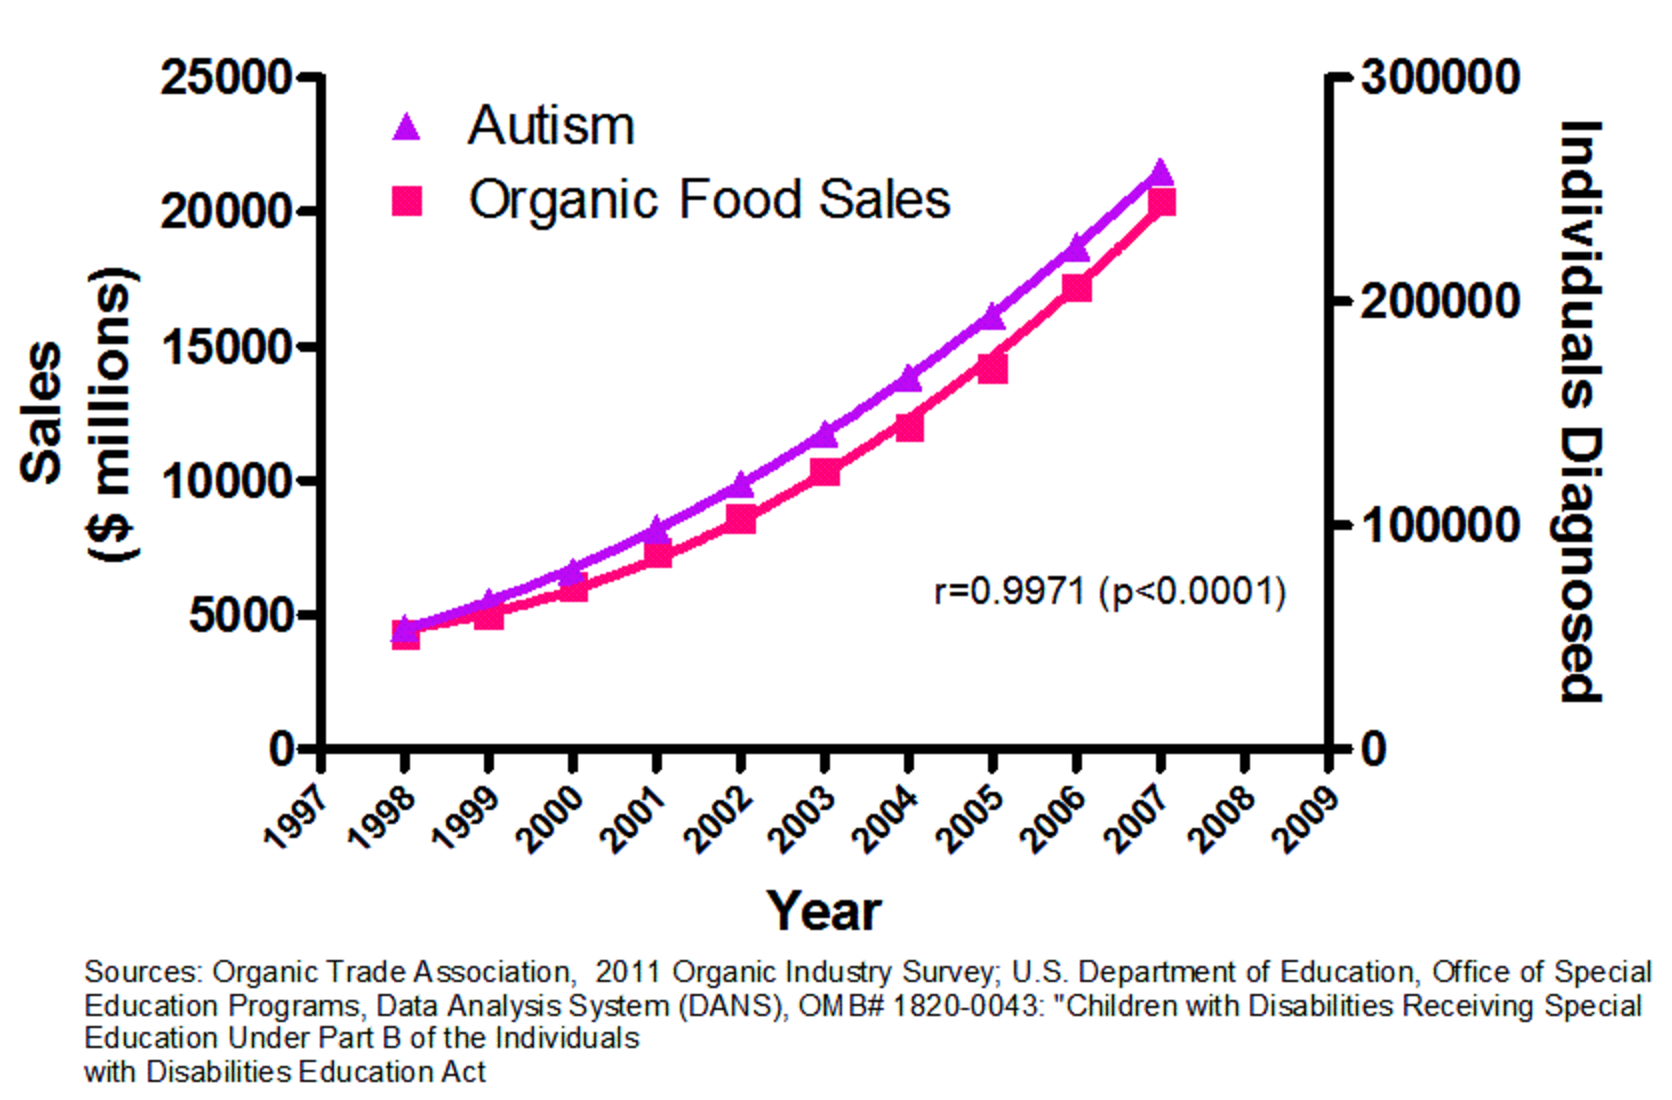 25000
20000
15000
10000
5000
0
Sales
($ millions)
Autism
Organic Food Sales
r=0.9971 (p<0.0001)
300000
200000
100000
0
Individuals Diagnosed
1997
1998
1999
2000
2001
2002
2003
2004
2005
2006
2007
2008
2009
Year
Sources: Organic Trade Association, 2011 Organic Industry Survey; U.S. Department of Education, Office of Special
Education Programs, Data Analysis System (DANS), OMB# 1820-0043: "Children with Disabilities Receiving Special
Education Under Part B of the Individuals
with Disabilities Education Act